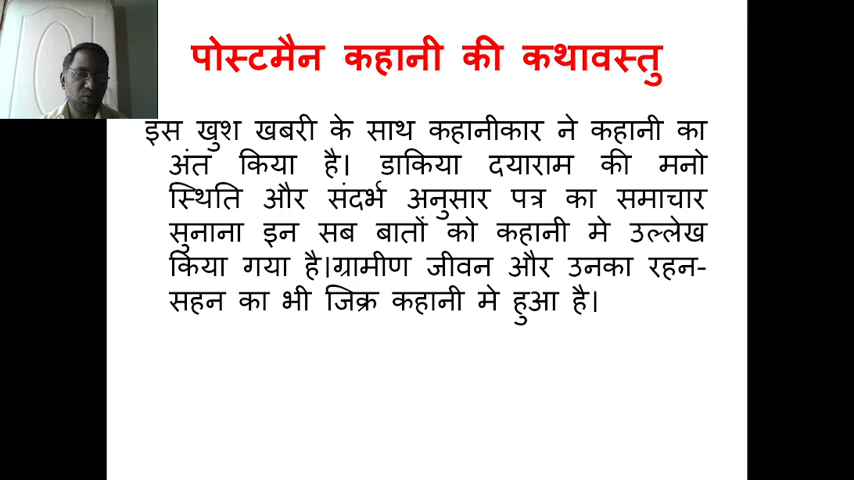 पोस्टमैन कहानी की कथावस्तु
इस खुश खबरी के साथ कहानीकार ने कहानी का
अंत किया है। डाकिया दयाराम की मनो
स्थिति और संदर्भ अनुसार पत्र का समाचार
सुनाना इन सब बातों को कहानी मे उल्लेख
किया गया है।ग्रामीण जीवन और उनका रहन-
सहन का भी जिक्र कहानी मे हुआ है।